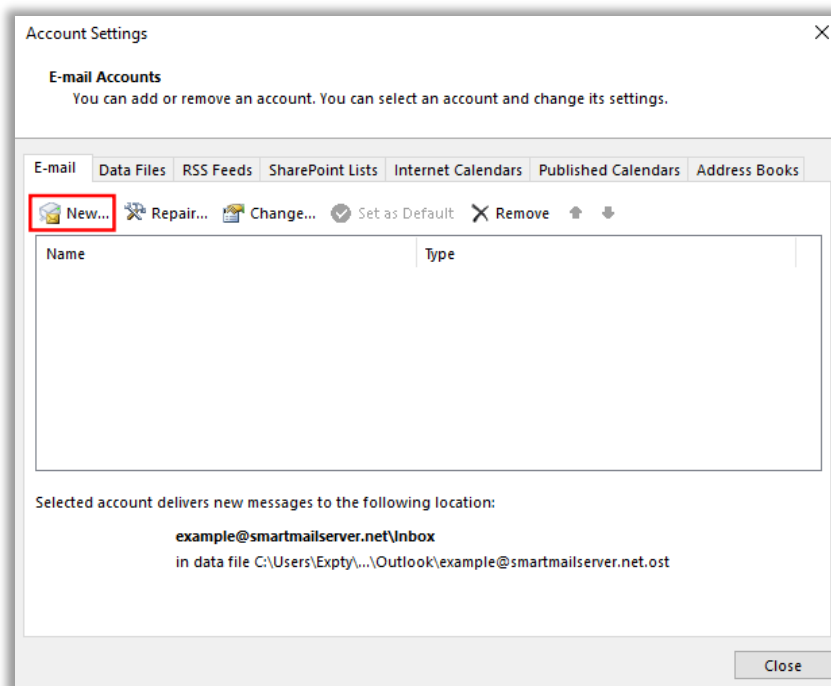 Account Settings
E-mail Accounts
You can add or remove an account. You can select an account and change its settings.
E-mail Data Files RSS Feeds SharePoint Lists Internet Calendars Published Calendars Address Books
New... Repair... Change... Set as Default Remove
Name Type
Selected account delivers new messages to the following location:
example@smartmailserver.net\Inbox
in data file C:\Users\Expty\...\Outlook\example@smartmailserver.net.ost
Close